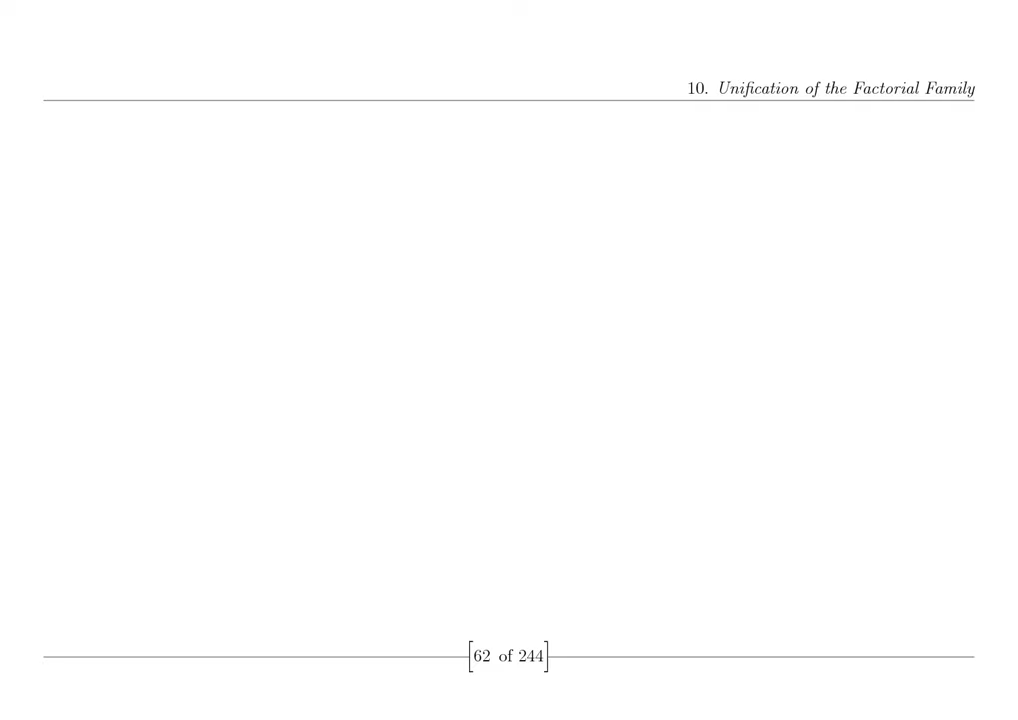 10. Unification of the Factorial Family
[62 of 244]